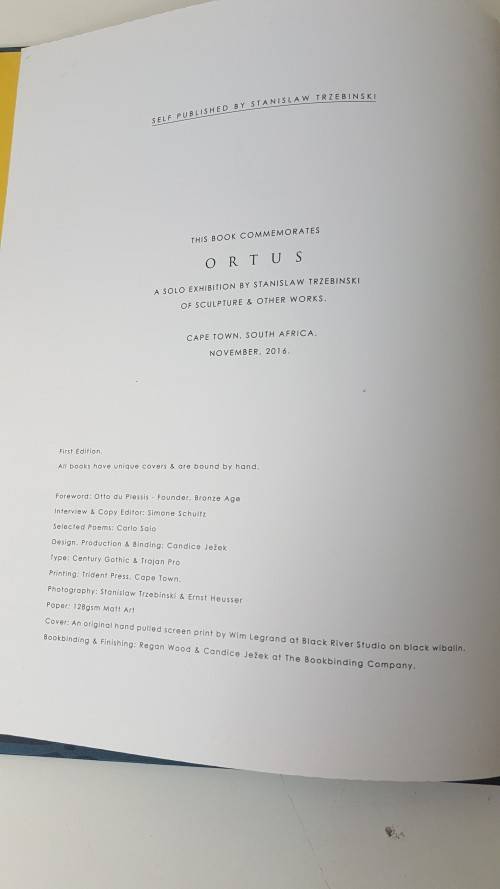 SELF PUBLISHED BY STANISLAW TRZEBINSKI
THIS BOOK COMMEMORATES
ORTUS
A SOLO EXHIBITION BY STANISLAW TRZEBINSKI
OF SCULPTURE & OTHER WORKS.
CAPE TOWN, SOUTH AFRICA.
NOVEMBER, 2016.
First Edition.
All books have unique covers & are bound by hand.
Foreword: Otto du Plessis - Founder, Bronze Age
Interview & Copy Editor: Simone Schultz
Selected Poems: Carlo Saio
Design, Production & Binding: Candice Ježek
Type: Century Gothic & Trajan Pro
Printing: Trident Press, Cape Town.
Photography: Stanislaw Trzebinski & Ernst Heusser
Paper: 128gsm Matt Art
Cover: An original hand pulled screen print by Wim Legrand at Black River Studio on black wibalin.
Bookbinding & Finishing: Regan Wood & Candice Ježek at The Bookbinding Company.